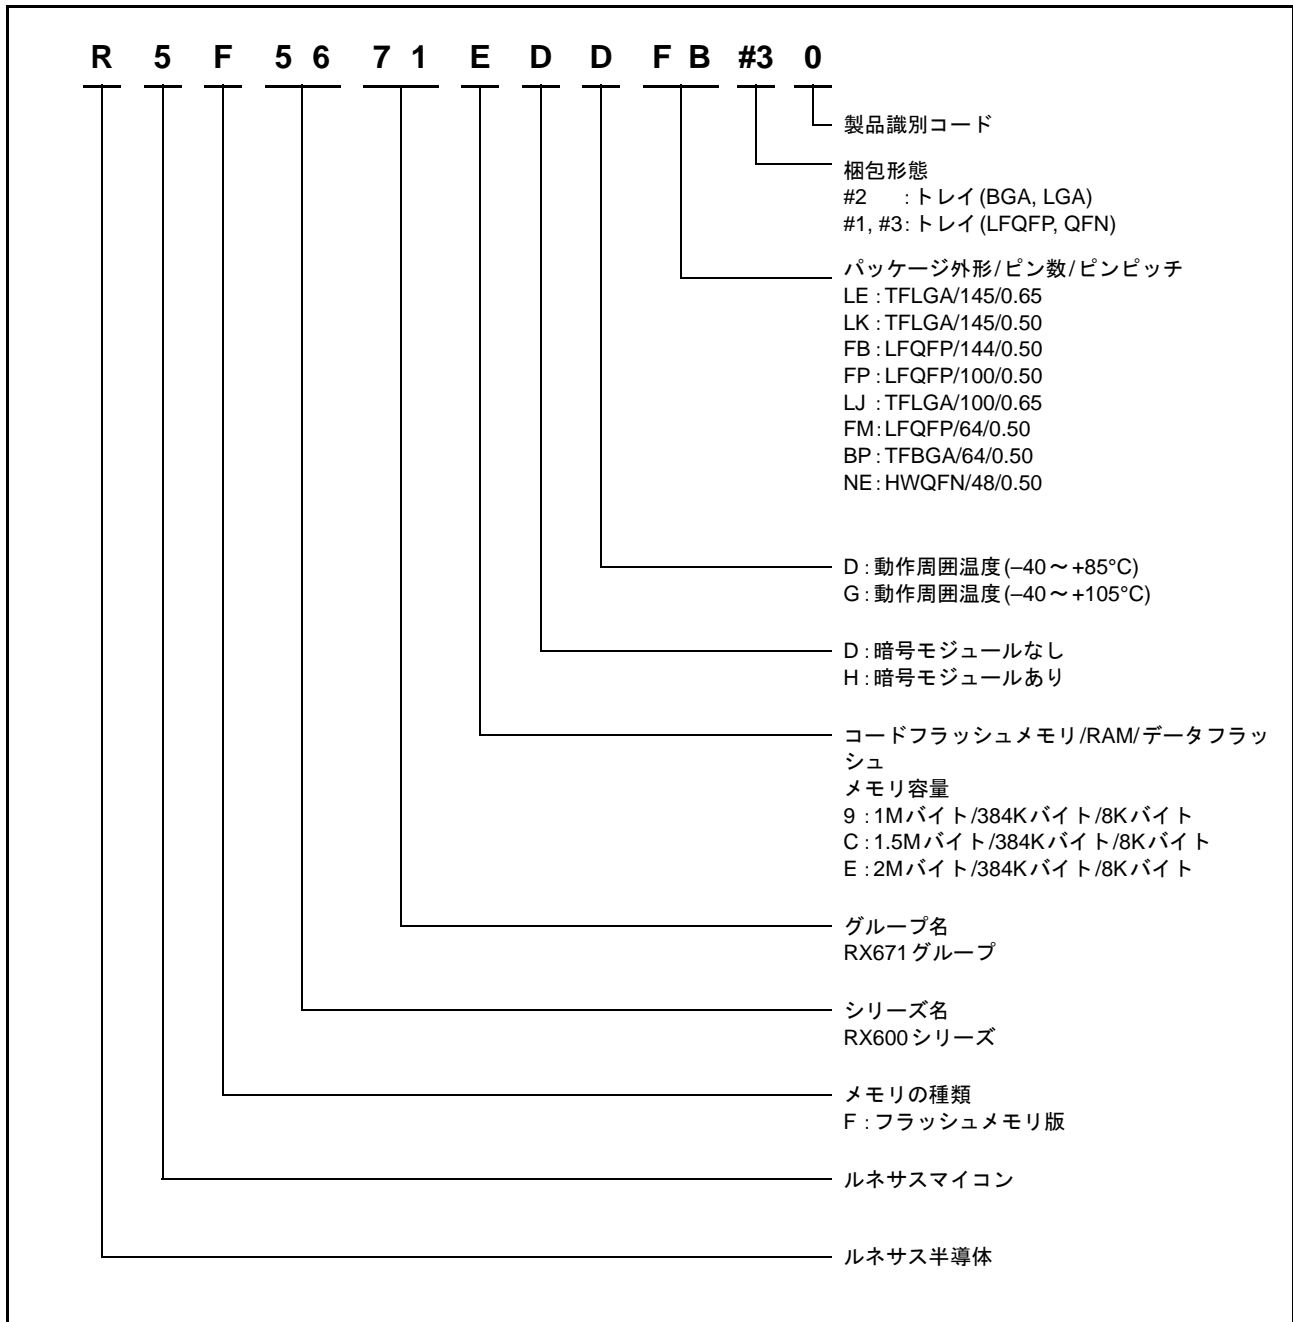 R 5 F 5 6 7 1 E D D F B #3 0
製品識別コード
梱包形態
#2 : トレイ(BGA, LGA)
#1, #3: トレイ(LFQFP, QFN)
パッケージ外形/ピン数/ピンピッチ
LE : TFLGA/145/0.65
LK : TFLGA/145/0.50
FB : LFQFP/144/0.50
FP : LFQFP/100/0.50
LJ : TFLGA/100/0.65
FM : LFQFP/64/0.50
BP : TFBGA/64/0.50
NE : HWQFN/48/0.50
D : 動作周囲温度(–40～+85°C)
G : 動作周囲温度(–40～+105°C)
D : 暗号モジュールなし
H : 暗号モジュールあり
コードフラッシュメモリ/RAM/データフラッ
シュ
メモリ容量
9 : 1Mバイト/384Kバイト/8Kバイト
C : 1.5Mバイト/384Kバイト/8Kバイト
E : 2Mバイト/384Kバイト/8Kバイト
グループ名
RX671グループ
シリーズ名
RX600シリーズ
メモリの種類
F : フラッシュメモリ版
ルネサスマイコン
ルネサス半導体